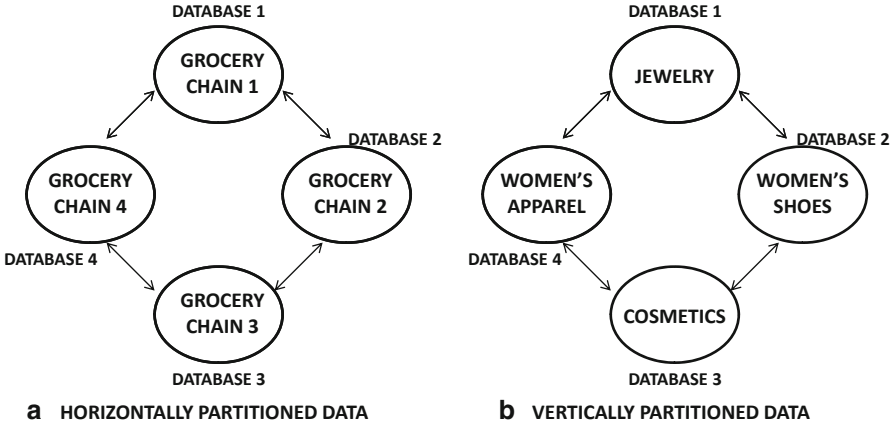 DATABASE 1
GROCERY
CHAIN 1
DATABASE 2
GROCERY
CHAIN 4
GROCERY
CHAIN 2
DATABASE 4
GROCERY
CHAIN 3
DATABASE 3
a HORIZONTALLY PARTITIONED DATA
DATABASE 1
JEWELRY
DATABASE 2
WOMEN'S
APPAREL
WOMEN'S
SHOES
DATABASE 4
COSMETICS
DATABASE 3
b VERTICALLY PARTITIONED DATA